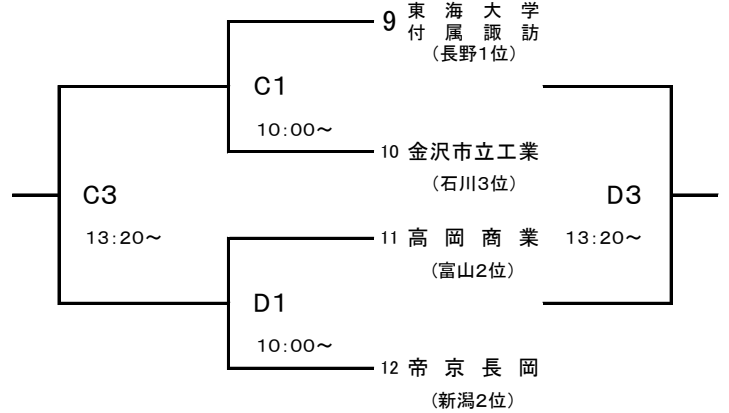 9 東海大学
付属諏訪
（長野1位）
C1
10:00～
10 金沢市立工業
（石川3位）
C3
D3
13:20～
11 高岡商業
13:20～
（富山2位）
D1
10:00～
12 帝京長岡
（新潟2位）